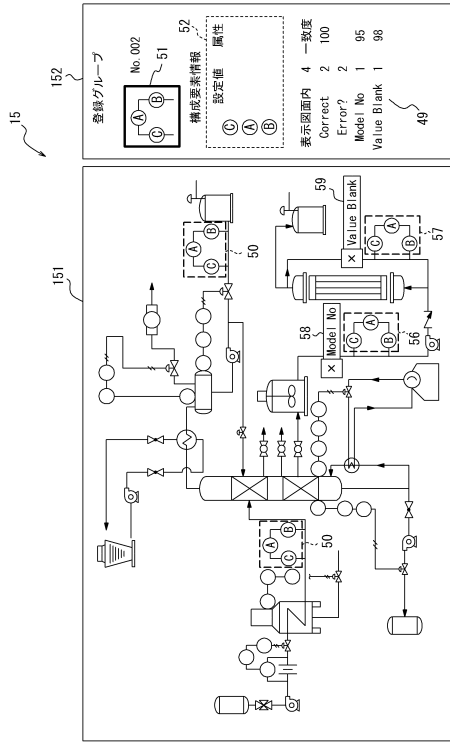 15
151
152
登録グループ
No.002
51
C A B
構成要素情報
設定値 属性
52
C
A
B
表示図面内 4 一致度
Correct 2 100
Error? 2
Model No 1 95
Value Blank 1 98
49
A
C B
50
A
C B
50
58
× Model No
C A B
56
59
× Value Blank
C A B
57